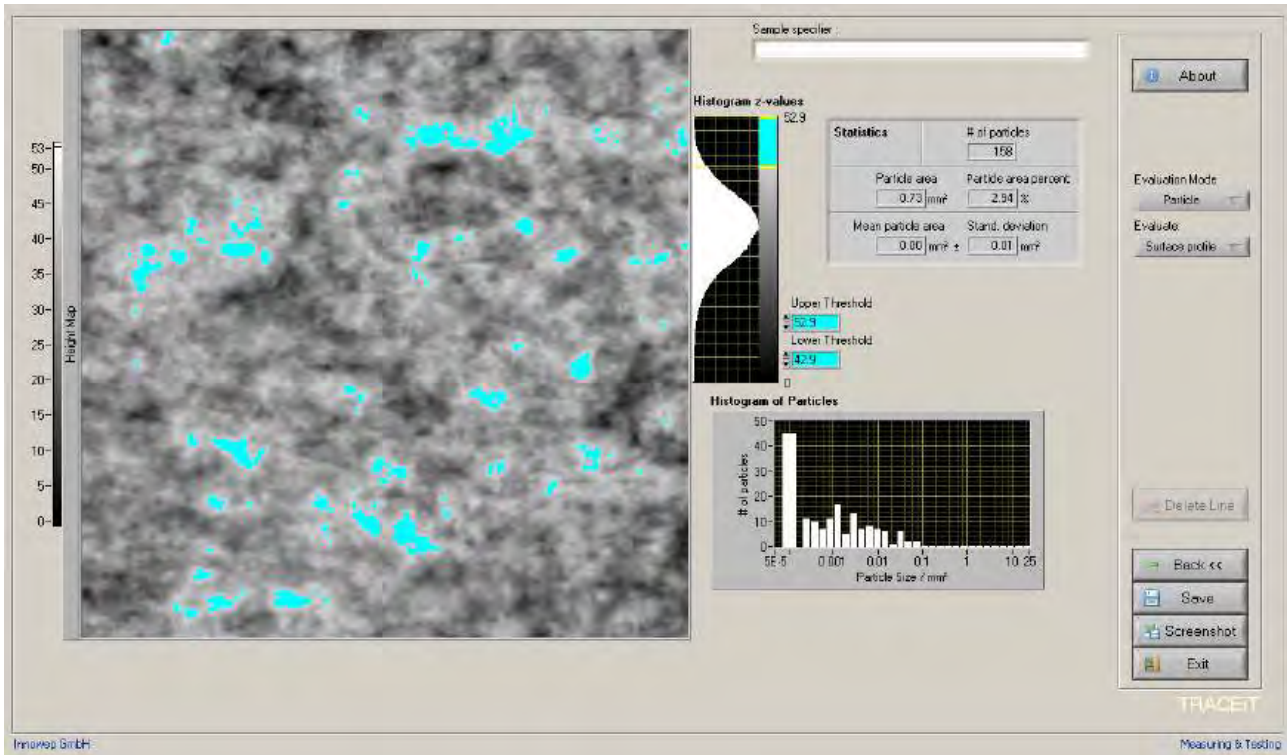 Sample specifier :
About
Histogram z-values
52.9
Statistics
# of particles
158
Particle area
Particle area percent
0.73 mm²
2.94 %
Mean particle area
Stand. deviation
0.00 mm² ±
0.01 mm²
Evaluation Mode
Particle
Evaluate
Surface profile
53
50
45
40
35
30
25
20
15
10
5
0
Height Map
Upper Threshold
52.9
Lower Threshold
42.9
0
Histogram of Particles
50
40
30
20
10
0
# of particles
5E-5 0.001 0.01 0.1 1 10 25
Particle Size / mm²
Delete Line
Back <<
Save
Screenshot
Exit
TRACEiT
Innowep GmbH
Measuring & Testing